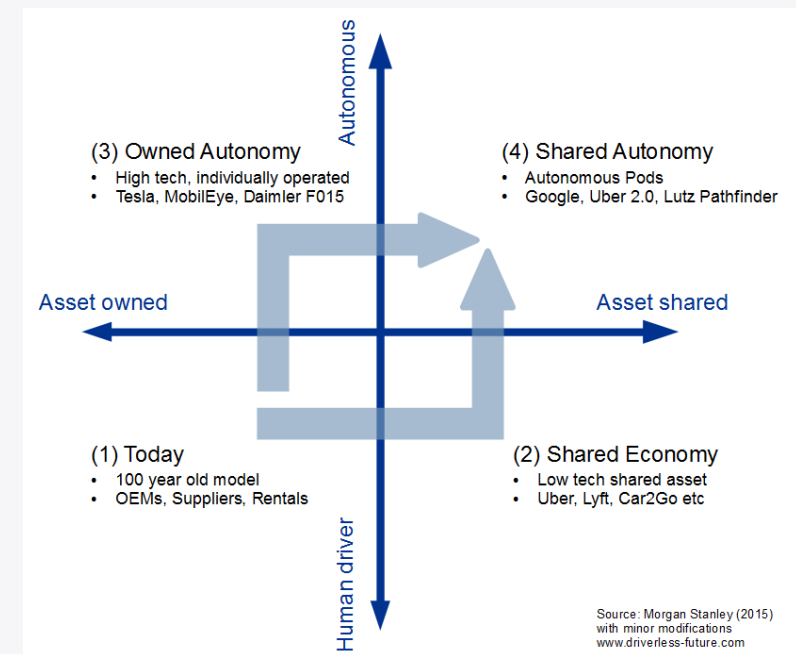 Autonomous
(3) Owned Autonomy
• High tech, individually operated
• Tesla, MobilEye, Daimler F015
(4) Shared Autonomy
• Autonomous Pods
• Google, Uber 2.0, Lutz Pathfinder
Asset owned
Asset shared
(1) Today
• 100 year old model
• OEMs, Suppliers, Rentals
(2) Shared Economy
• Low tech shared asset
• Uber, Lyft, Car2Go etc
Human driver
Source: Morgan Stanley (2015)
with minor modifications
www.driverless-future.com